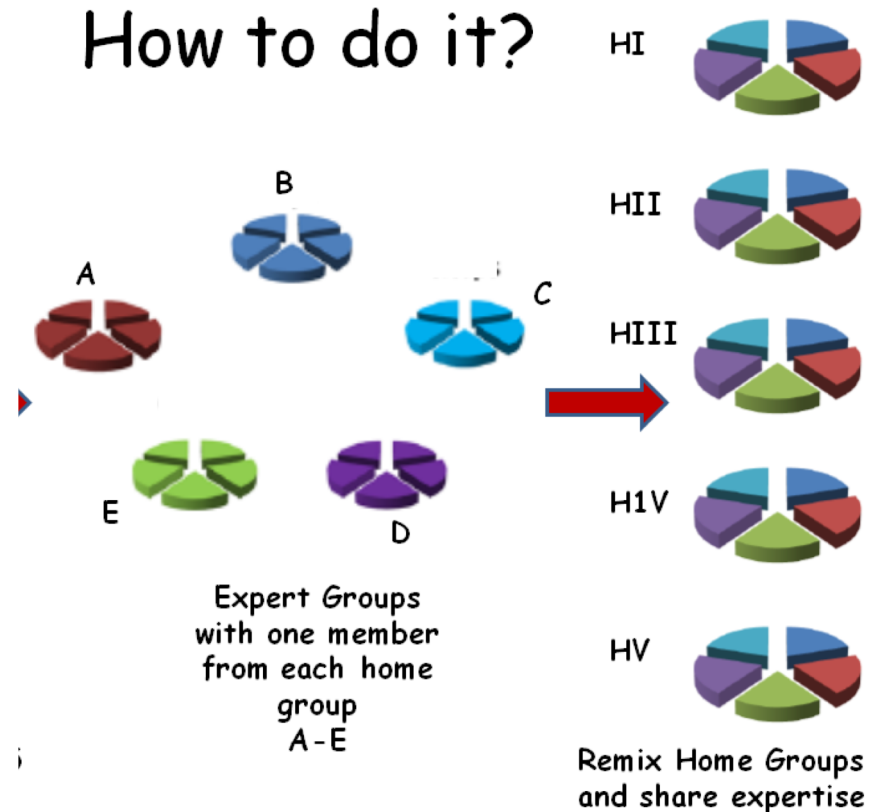 How to do it?
B
A
C
E
D
Expert Groups
with one member
from each home
group
A-E
HI
HII
HIII
H1V
HV
Remix Home Groups
and share expertise